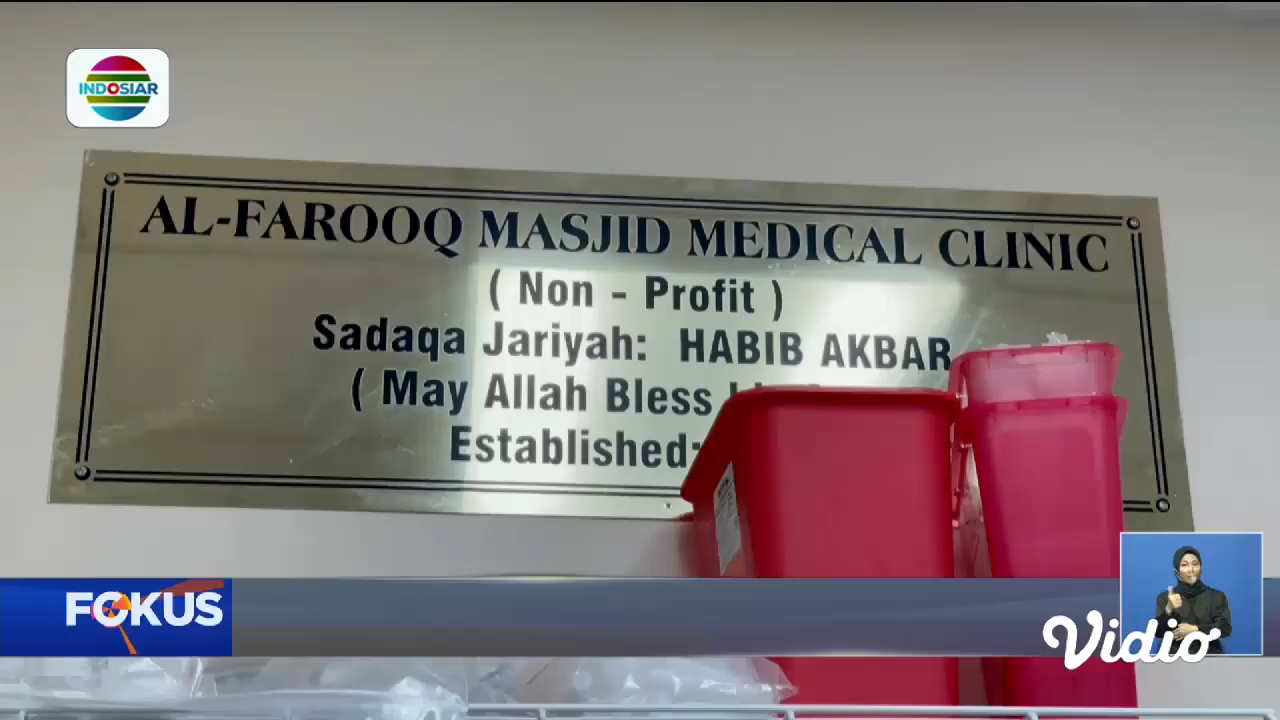 INDOSIAR
AL-FAROOQ MASJID MEDICAL CLINIC
( Non - Profit )
Sadaqa Jariyah: HABIB AKBAR
( May Allah Bless
Established:
FOKUS
Vidio